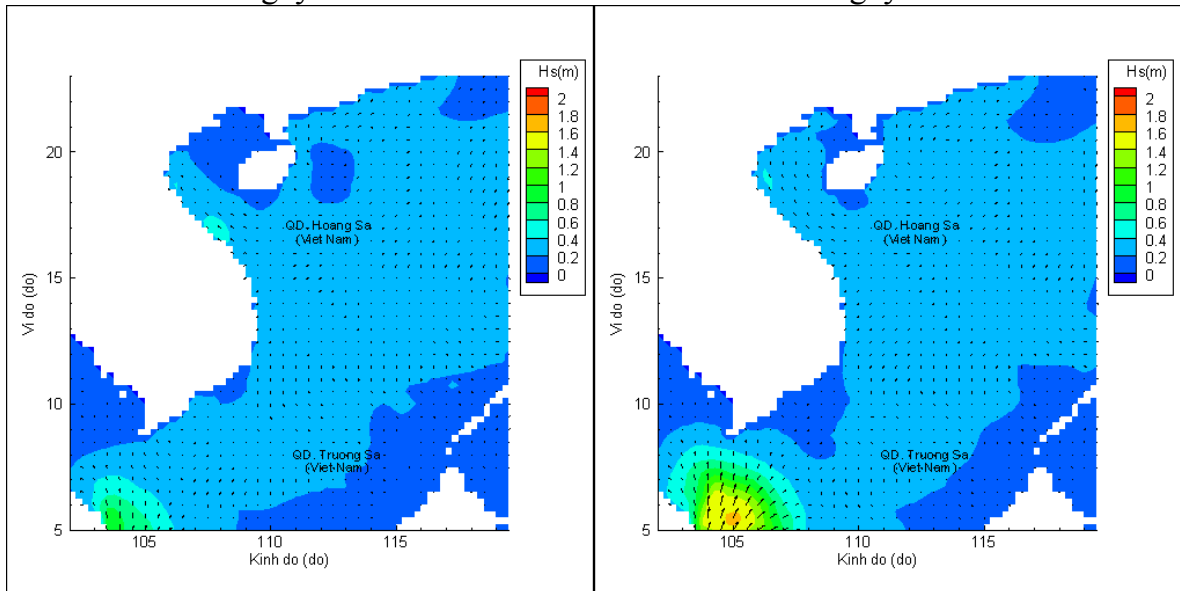 Hs(m)
2
1.8
1.6
1.4
1.2
1
0.8
0.6
0.4
0.2
0
20
15
10
5
Vi do (do)
QD. Hoang Sa
(Viet Nam)
QD. Truong Sa
(Viet Nam)
105
110
115
Kinh do (do)
Hs(m)
2
1.8
1.6
1.4
1.2
1
0.8
0.6
0.4
0.2
0
20
15
10
5
Vi do (do)
QD. Hoang Sa
(Viet Nam)
QD. Truong Sa
(Viet Nam)
105
110
115
Kinh do (do)